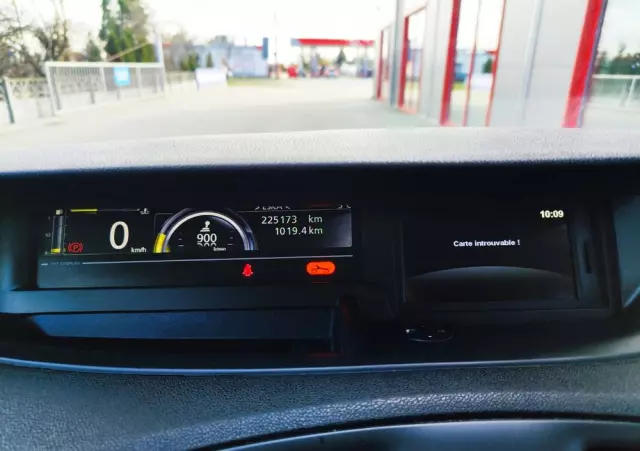 10:09
225173 km
1019.4 km
0 km/h
900
Carte introuvable !